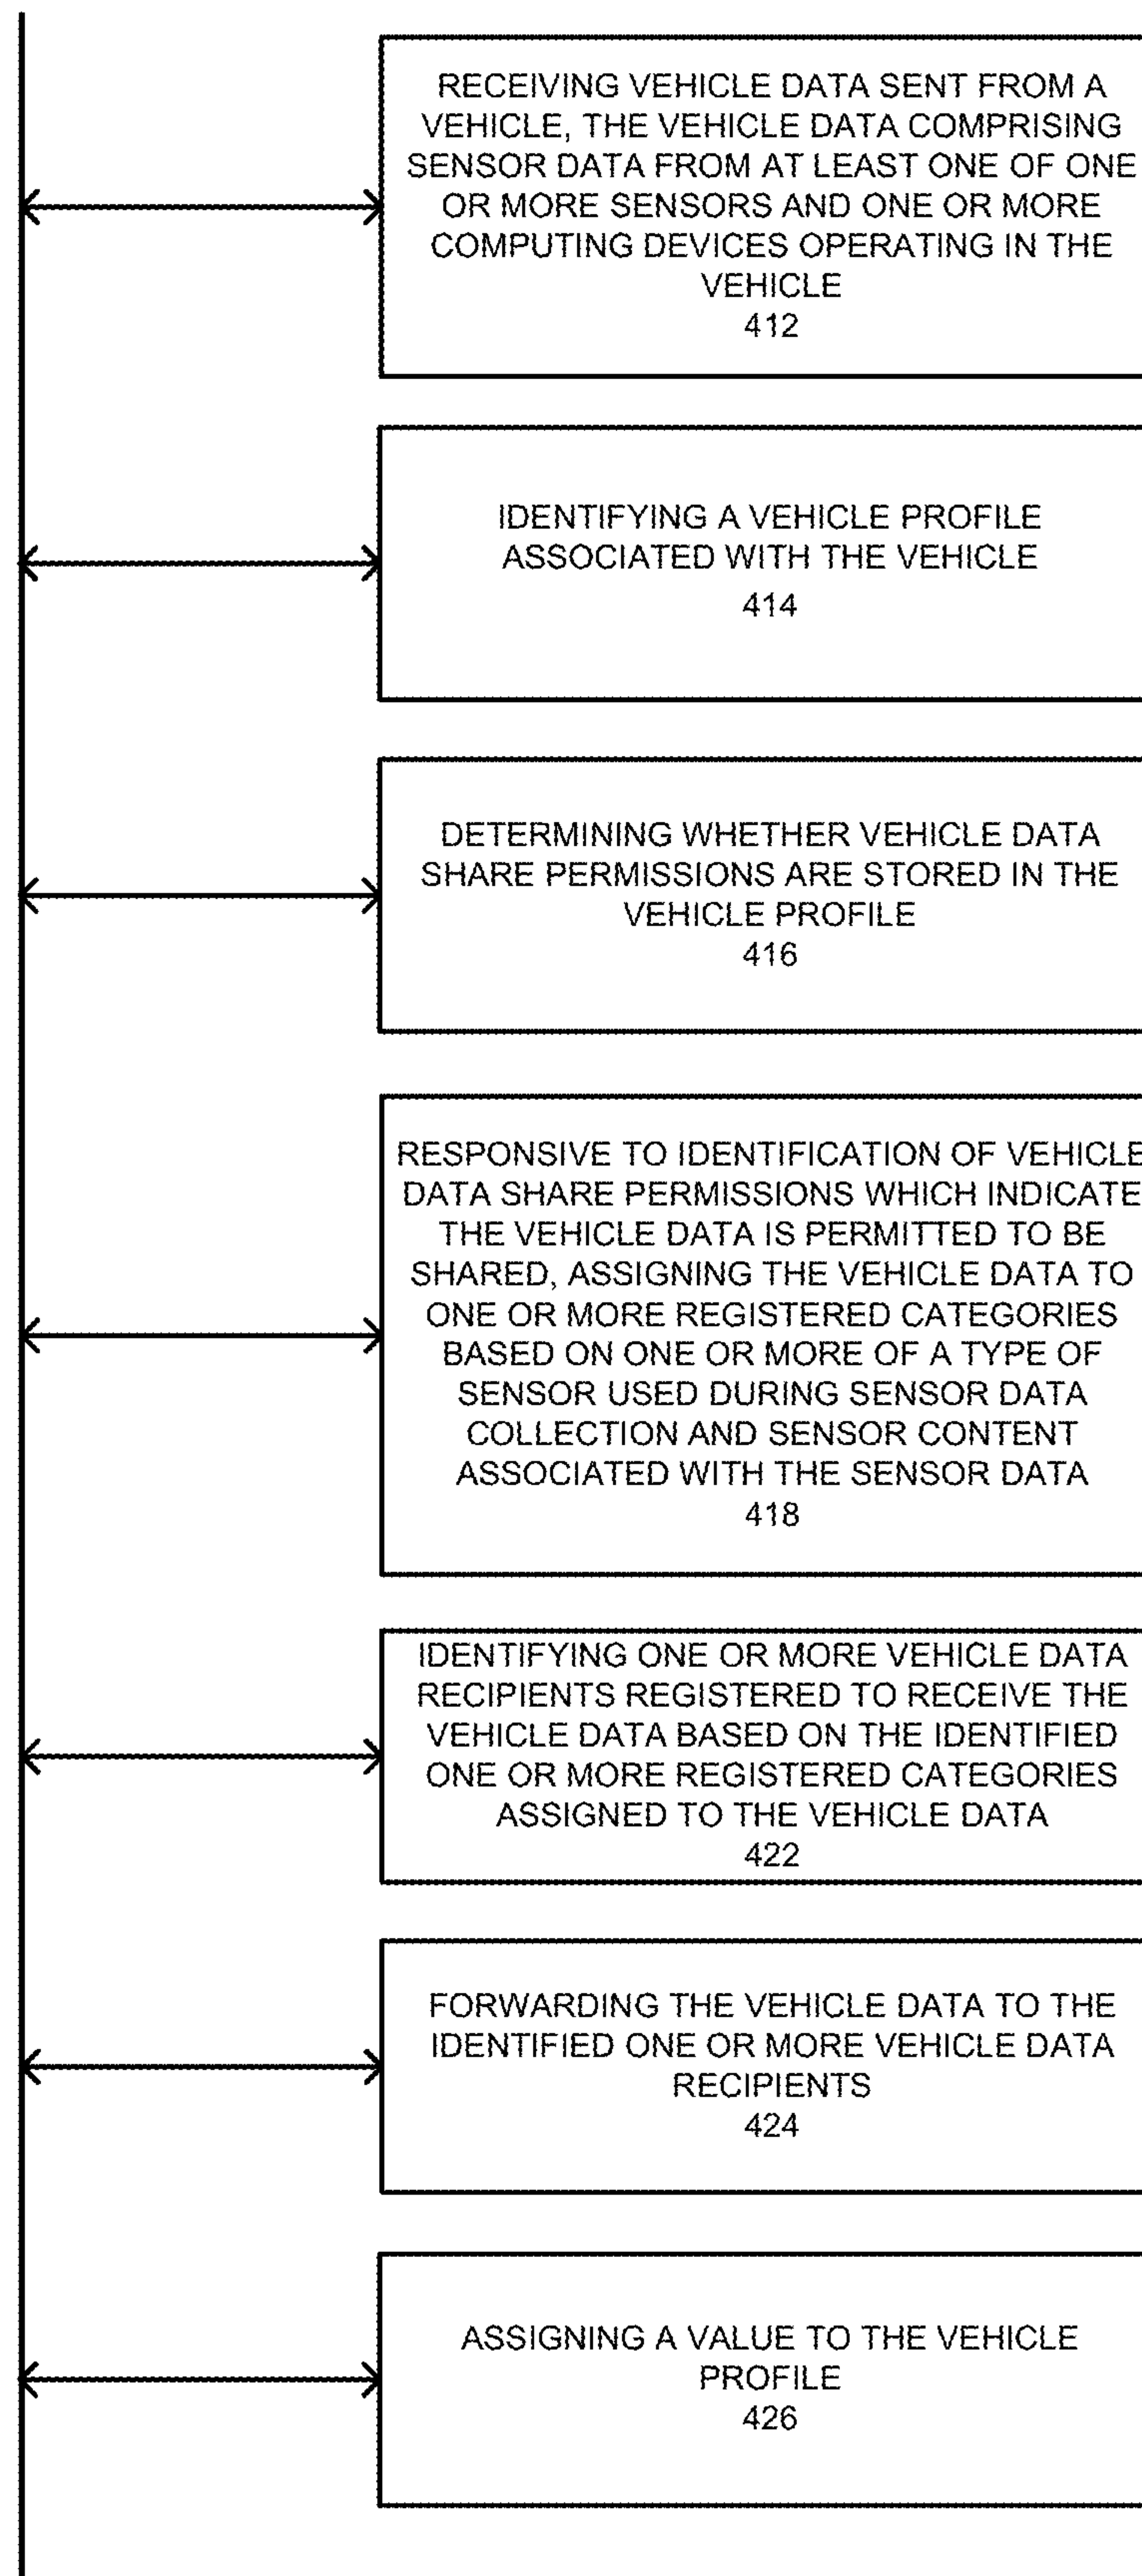 RECEIVING VEHICLE DATA SENT FROM A
VEHICLE, THE VEHICLE DATA COMPRISING
SENSOR DATA FROM AT LEAST ONE OF ONE
OR MORE SENSORS AND ONE OR MORE
COMPUTING DEVICES OPERATING IN THE
VEHICLE
412
IDENTIFYING A VEHICLE PROFILE
ASSOCIATED WITH THE VEHICLE
414
DETERMINING WHETHER VEHICLE DATA
SHARE PERMISSIONS ARE STORED IN THE
VEHICLE PROFILE
416
RESPONSIVE TO IDENTIFICATION OF VEHICLE
DATA SHARE PERMISSIONS WHICH INDICATE
THE VEHICLE DATA IS PERMITTED TO BE
SHARED, ASSIGNING THE VEHICLE DATA TO
ONE OR MORE REGISTERED CATEGORIES
BASED ON ONE OR MORE OF A TYPE OF
SENSOR USED DURING SENSOR DATA
COLLECTION AND SENSOR CONTENT
ASSOCIATED WITH THE SENSOR DATA
418
IDENTIFYING ONE OR MORE VEHICLE DATA
RECIPIENTS REGISTERED TO RECEIVE THE
VEHICLE DATA BASED ON THE IDENTIFIED
ONE OR MORE REGISTERED CATEGORIES
ASSIGNED TO THE VEHICLE DATA
422
FORWARDING THE VEHICLE DATA TO THE
IDENTIFIED ONE OR MORE VEHICLE DATA
RECIPIENTS
424
ASSIGNING A VALUE TO THE VEHICLE
PROFILE
426